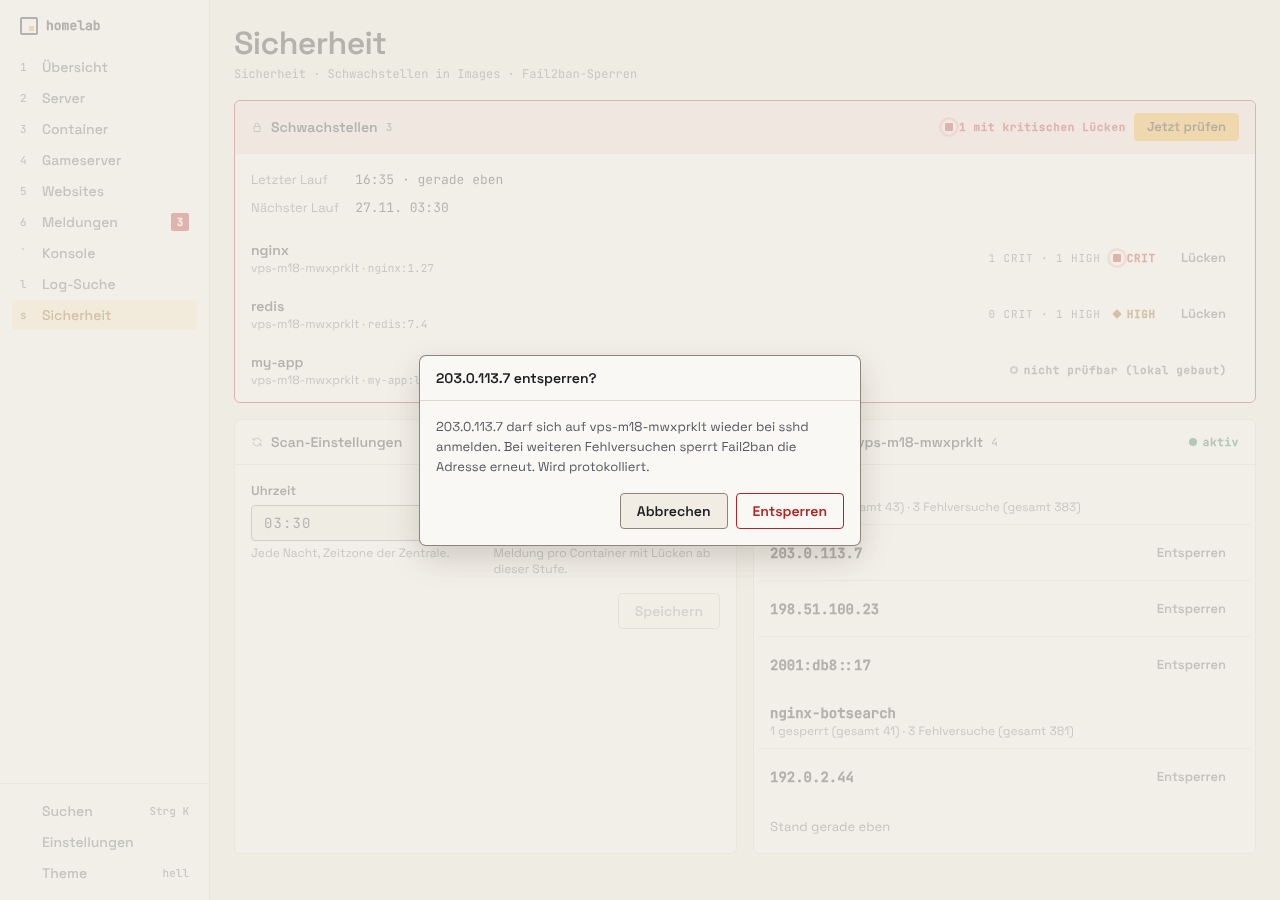 homelab
1 Übersicht
2 Server
3 Container
4 Gameserver
5 Websites
6 Meldungen 3
` Konsole
l Log-Suche
s Sicherheit
Suchen Strg K
Einstellungen
Theme hell
Sicherheit
Sicherheit · Schwachstellen in Images · Fail2ban-Sperren
Schwachstellen 3
1 mit kritischen Lücken Jetzt prüfen
Letzter Lauf 16:35 · gerade eben
Nächster Lauf 27.11. 03:30
nginx
vps-m18-mwxprklt · nginx:1.27
1 CRIT · 1 HIGH CRIT Lücken
redis
vps-m18-mwxprklt · redis:7.4
0 CRIT · 1 HIGH HIGH Lücken
my-app
vps-m18-mwxprklt · my-app:
nicht prüfbar (lokal gebaut)
203.0.113.7 entsperren?
203.0.113.7 darf sich auf vps-m18-mwxprklt wieder bei sshd
anmelden. Bei weiteren Fehlversuchen sperrt Fail2ban die
Adresse erneut. Wird protokolliert.
Abbrechen Entsperren
Scan-Einstellungen
Uhrzeit
03:30
Jede Nacht, Zeitzone der Zentrale.
Meldung pro Container mit Lücken ab
dieser Stufe.
Speichern
vps-m18-mwxprklt 4 aktiv
43) · 3 Fehlversuche (gesamt 383)
203.0.113.7 Entsperren
198.51.100.23 Entsperren
2001:db8::17 Entsperren
nginx-botsearch
1 gesperrt (gesamt 41) · 3 Fehlversuche (gesamt 381)
192.0.2.44 Entsperren
Stand gerade eben